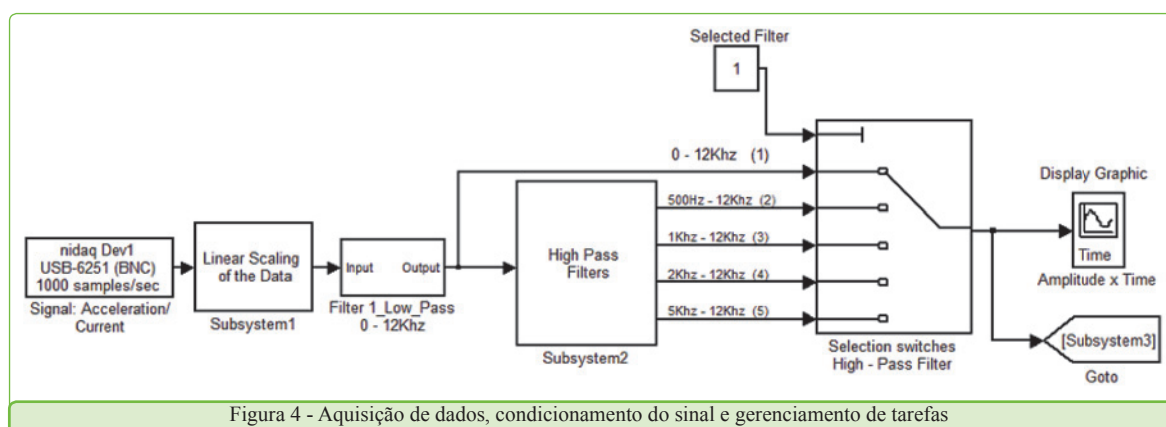 Selected Filter
1
0 - 12Khz (1)
500Hz - 12Khz (2)
1Khz - 12Khz (3)
2Khz - 12Khz (4)
5Khz - 12Khz (5)
nidaq Dev1
USB-6251 (BNC)
1000 samples/sec
Signal: Acceleration/
Current
Linear Scaling
of the Data
Subsystem1
Input Output
Filter 1_Low_Pass
0 - 12Khz
High Pass
Filters
Subsystem2
Selection switches
High - Pass Filter
Display Graphic
Time
Amplitude x Time
[Subsystem3]
Goto
Figura 4 - Aquisição de dados, condicionamento do sinal e gerenciamento de tarefas